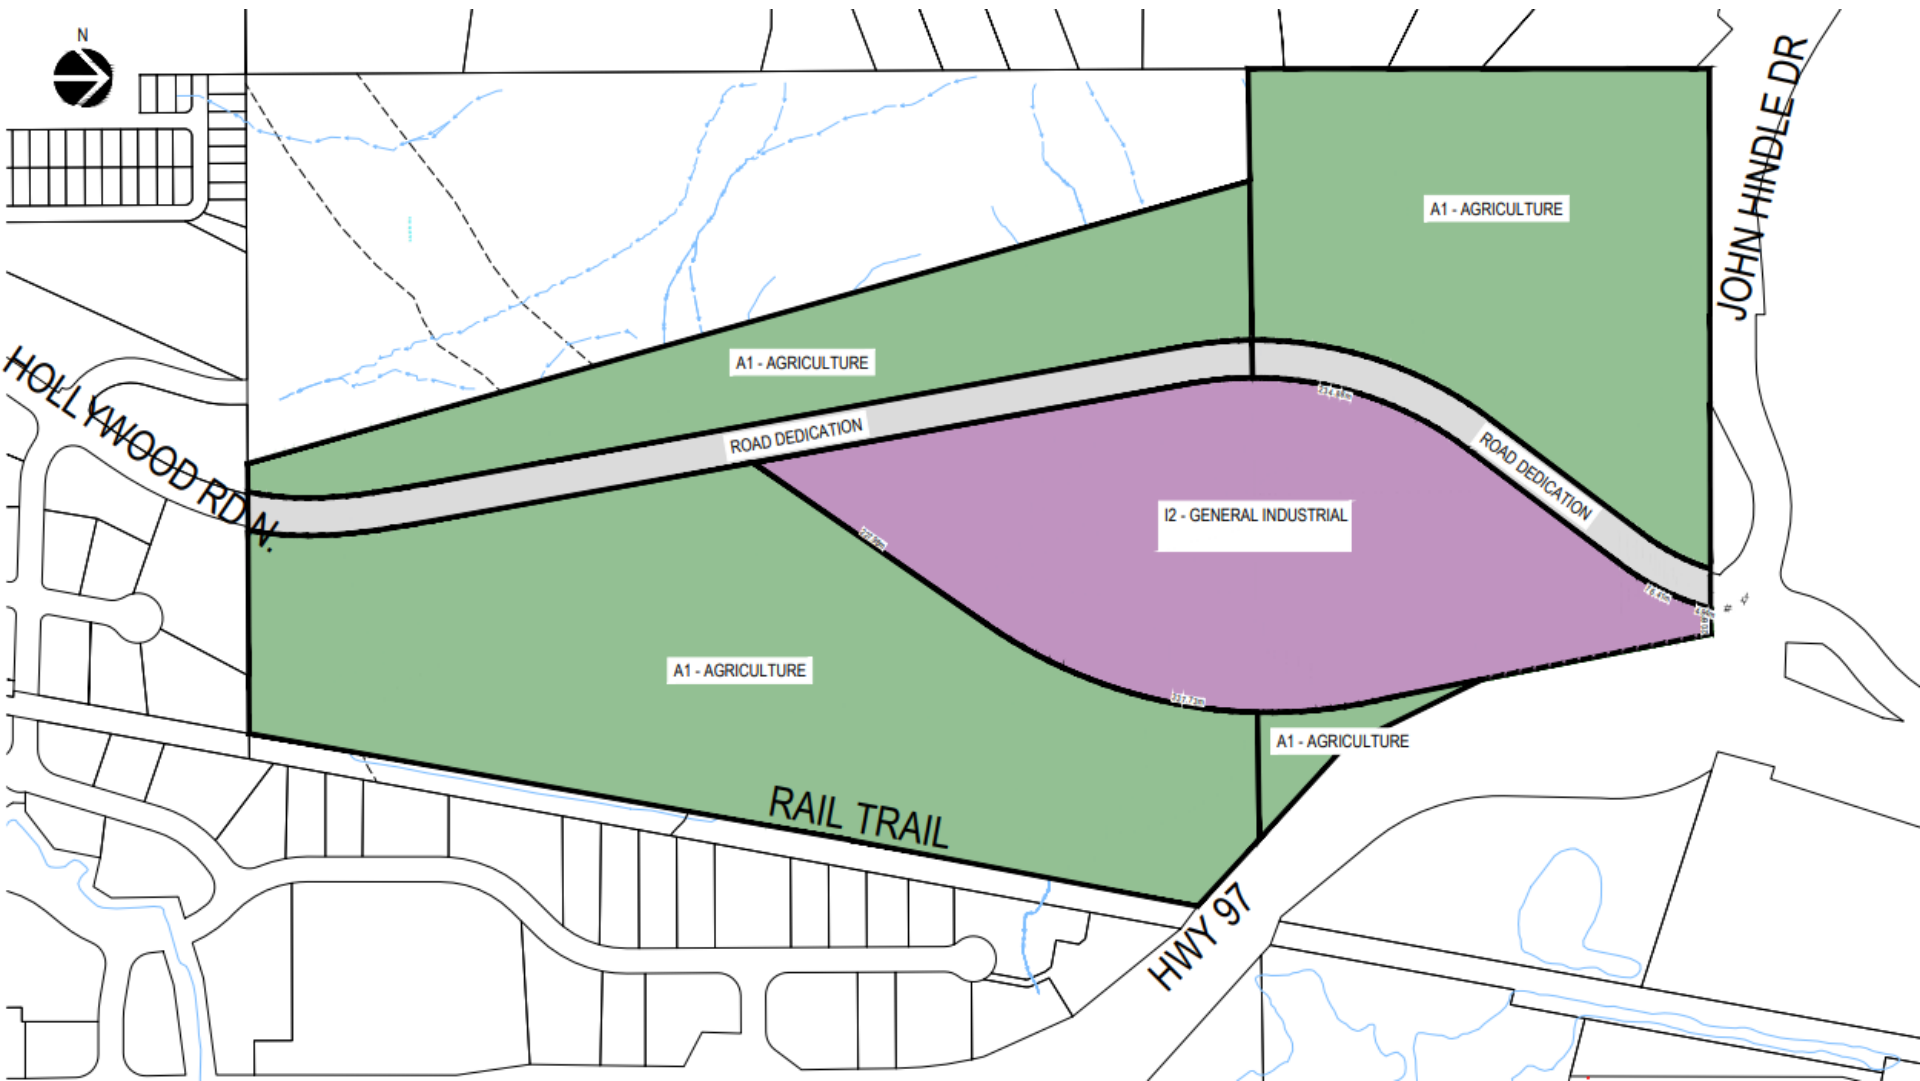 N
JOHN HINDLE DR
A1 - AGRICULTURE
A1 - AGRICULTURE
HOLLYWOOD RD N.
ROAD DEDICATION
ROAD DEDICATION
I2 - GENERAL INDUSTRIAL
A1 - AGRICULTURE
A1 - AGRICULTURE
RAIL TRAIL
HWY 97